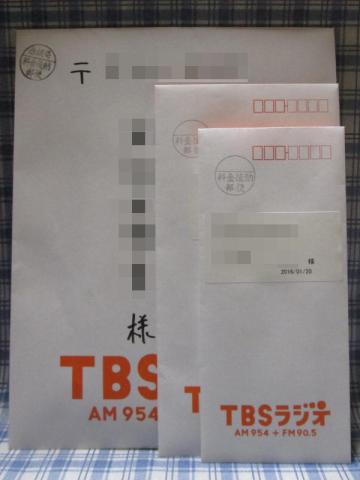 〒
様
TBS
AM 954
料金後納
郵便
料金後納
郵便
様
2016/01/20
TBSラジオ
AM 954 + FM 90.5